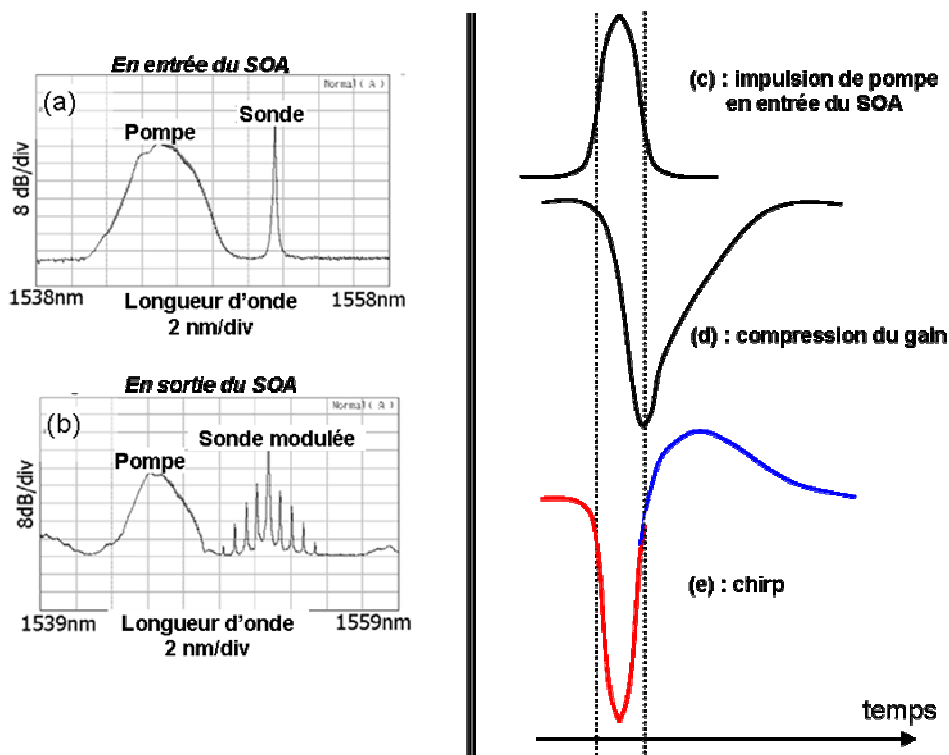 En entrée du SOA
Normal ( A )
(a)
Pompe
Sonde
8 dB/div
1538nm
Longueur d'onde
1558nm
2 nm/div
En sortie du SOA
Normal ( A )
(b)
Sonde modulée
Pompe
8dB/div
1539nm
Longueur d'onde
1559nm
2 nm/div
(c) : impulsion de pompe
en entrée du SOA
(d) : compression du gain
(e) : chirp
temps